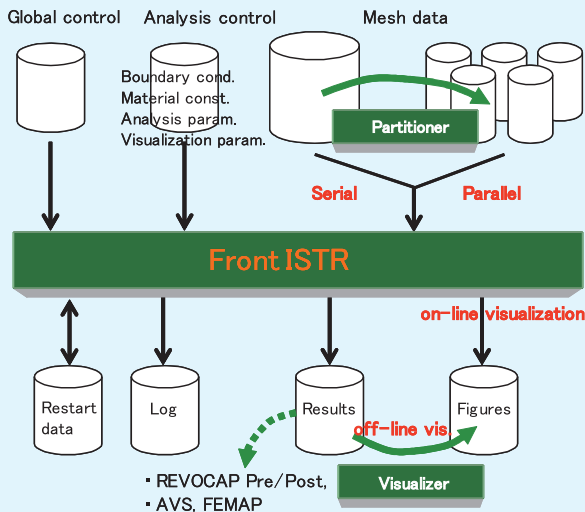 Global control
Analysis control
Mesh data
Boundary cond.
Material const.
Analysis param.
Visualization param.
Partitioner
Serial
Parallel
Front ISTR
on-line visualization
Restart
data
Log
Results
Figures
off-line vis.
・REVOCAP Pre/Post,
・AVS, FEMAP
Visualizer